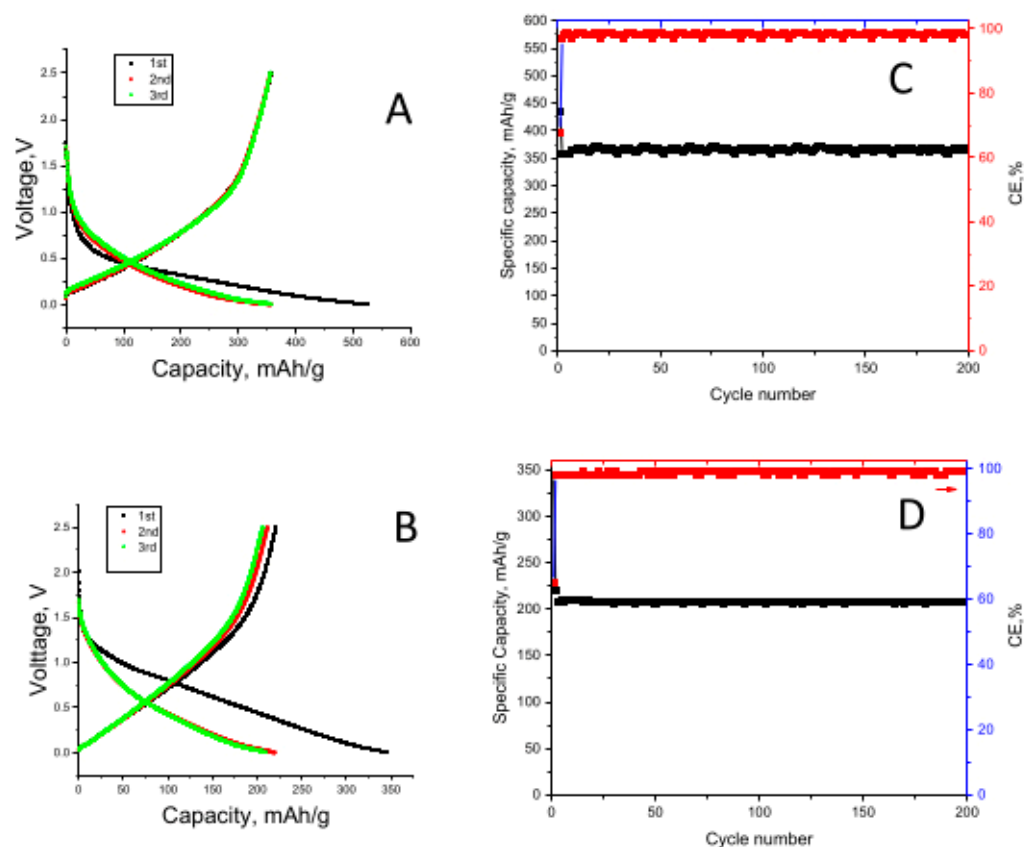 A
1st
2nd
3rd
Voltage,V
2.5
2.0
1.5
1.0
0.5
0.0
0 100 200 300 400 500 600
Capacity, mAh/g
C
Specific capacity, mAh/g
600
550
500
450
400
350
300
250
200
150
100
50
0
100
80
60
40
20
0
CE,%
0 50 100 150 200
Cycle number
B
1st
2nd
3rd
Volttage, V
2.5
2.0
1.5
1.0
0.5
0.0
0 50 100 150 200 250 300 350
Capacity, mAh/g
D
Specific Capacity, mAh/g
350
300
250
200
150
100
50
0
100
80
60
40
20
0
CE,%
0 50 100 150 200
Cycle number